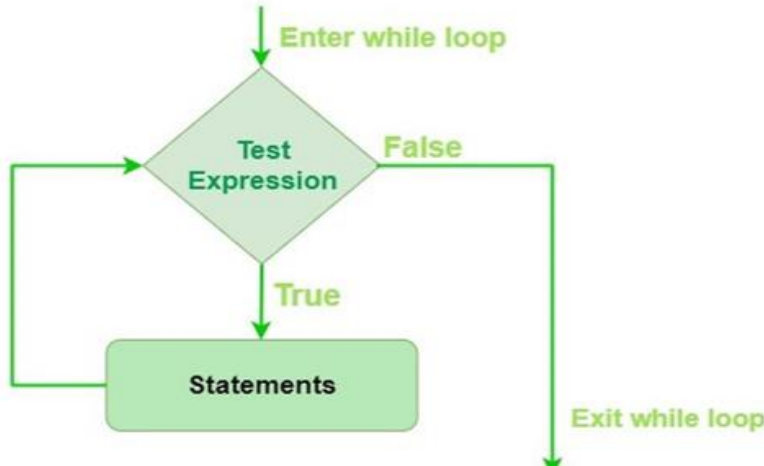 Enter while loop
Test
Expression
False
True
Statements
Exit while loop